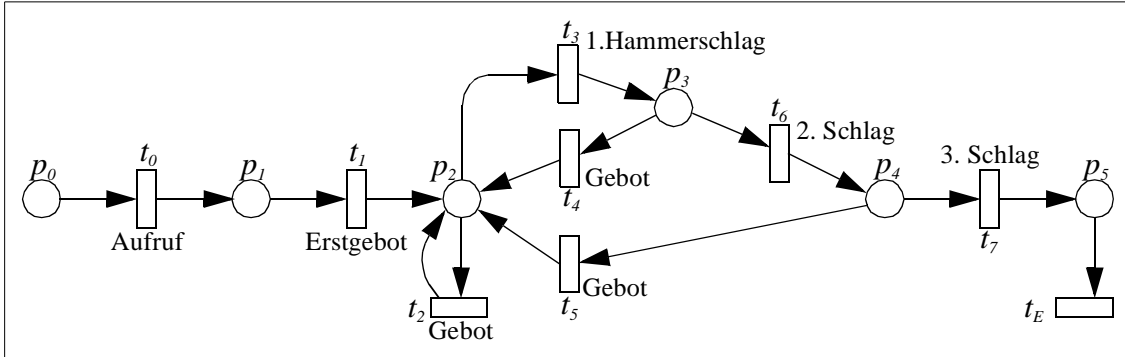 t3 1.Hammerschlag
p3
t6 2. Schlag
p0
t0
p1
t1
p2
t4
Gebot
p4
3. Schlag
p5
Aufruf
Erstgebot
t7
t5 Gebot
t2
Gebot
tE